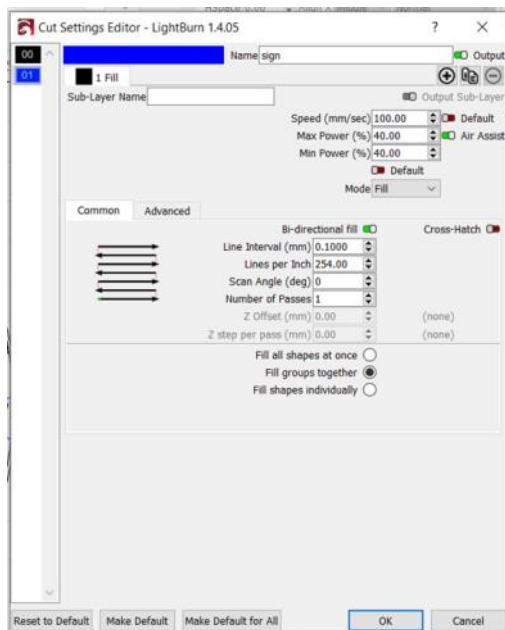 Cut Settings Editor - LightBurn 1.4.05 ? ×
00 Name sign Output
01 1 Fill
Sub-Layer Name Output Sub-Layer
Speed (mm/sec) 100.00 Default
Max Power (%) 40.00 Air Assist
Min Power (%) 40.00
Default
Mode Fill
Common Advanced
Bi-directional fill Cross-Hatch
Line Interval (mm) 0.1000
Lines per Inch 254.00
Scan Angle (deg) 0
Number of Passes 1
Z Offset (mm) 0.00 (none)
Z step per pass (mm) 0.00 (none)
Fill all shapes at once
Fill groups together
Fill shapes individually
Reset to Default Make Default Make Default for All OK Cancel